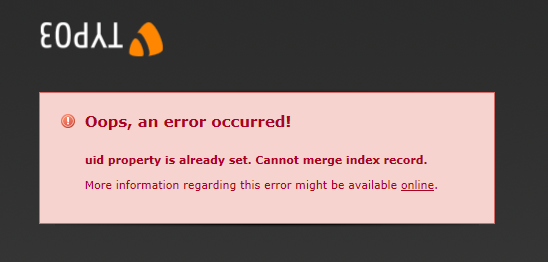 TYPO3
Oops, an error occurred!
uid property is already set. Cannot merge index record.
More information regarding this error might be available online.